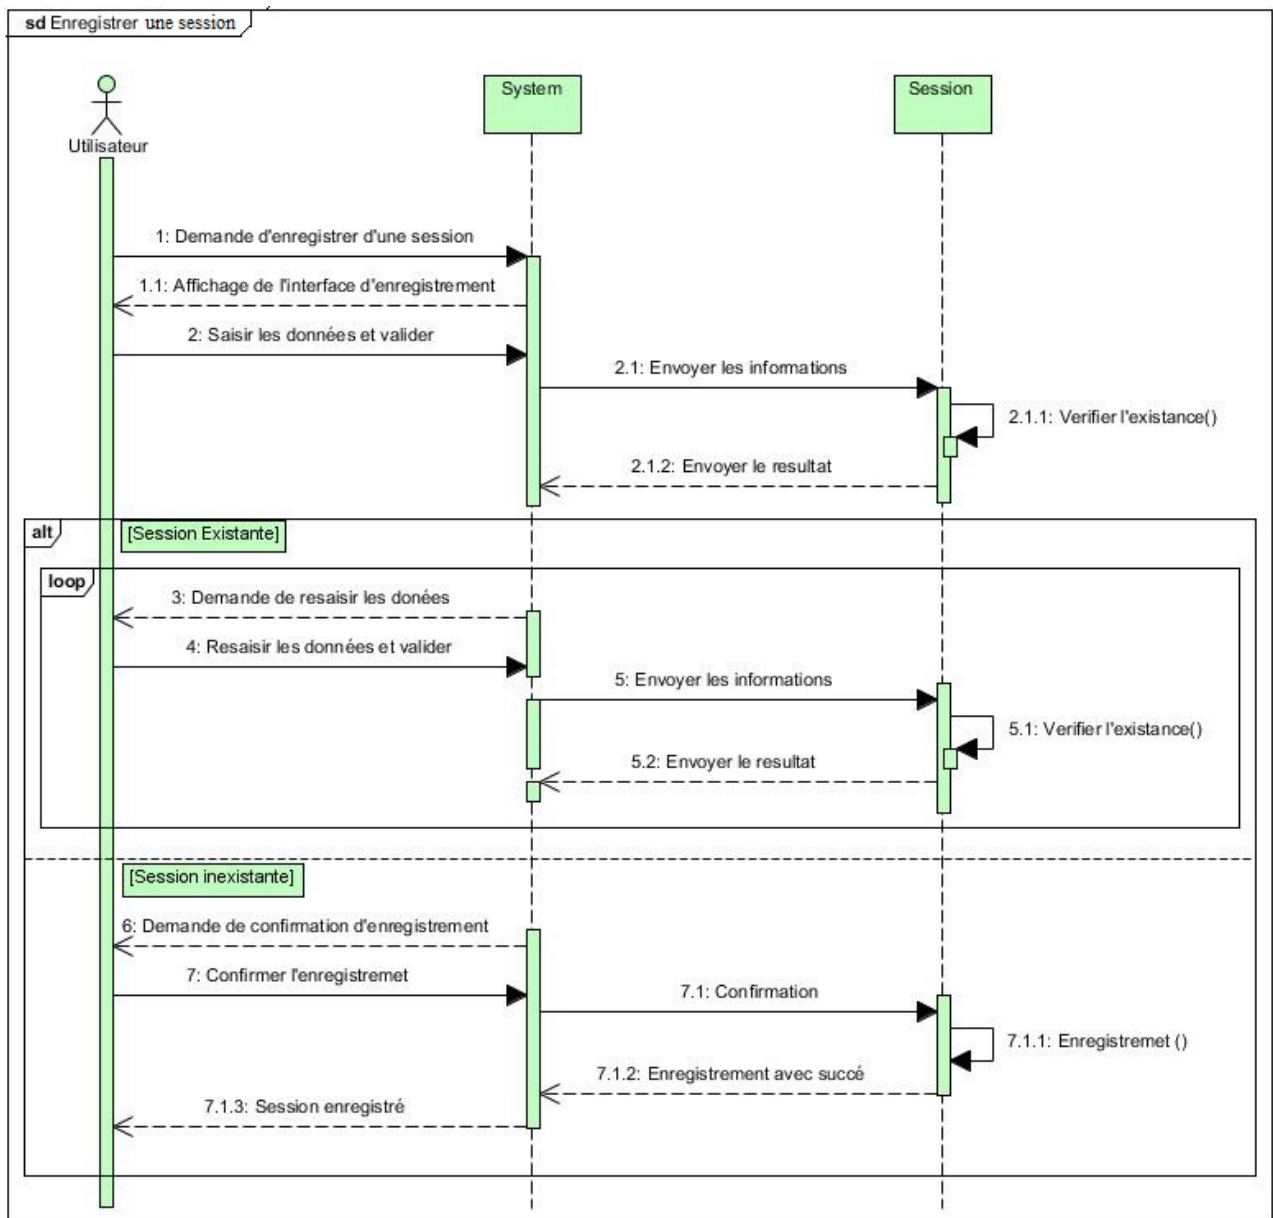 sd Enregistrer une session
Utilisateur
System
Session
1: Demande d'enregistrer d'une session
1.1: Affichage de l'interface d'enregistrement
2: Saisir les données et valider
2.1: Envoyer les informations
2.1.1: Verifier l'existance()
2.1.2: Envoyer le resultat
alt
[Session Existante]
loop
3: Demande de resaisir les donées
4: Resaisir les données et valider
5: Envoyer les informations
5.1: Verifier l'existance()
5.2: Envoyer le resultat
[Session inexistante]
6: Demande de confirmation d'enregistrement
7: Confirmer l'enregistremet
7.1: Confirmation
7.1.1: Enregistremet ()
7.1.2: Enregistrement avec succé
7.1.3: Session enregistré